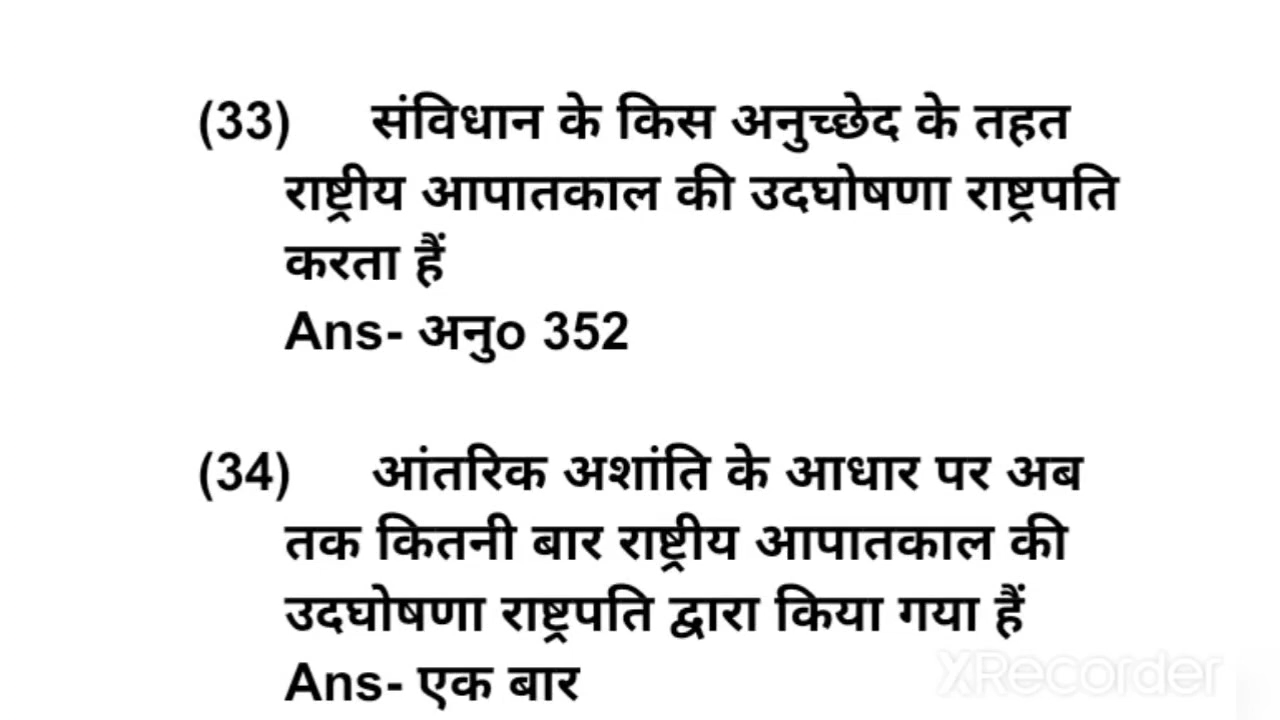 (33) संविधान के किस अनुच्छेद के तहत
राष्ट्रीय आपातकाल की उदघोषणा राष्ट्रपति
करता हैं
Ans- अनुo 352
(34) आंतरिक अशांति के आधार पर अब
तक कितनी बार राष्ट्रीय आपातकाल की
उदघोषणा राष्ट्रपति द्वारा किया गया हैं
Ans- एक बार
XRecorder